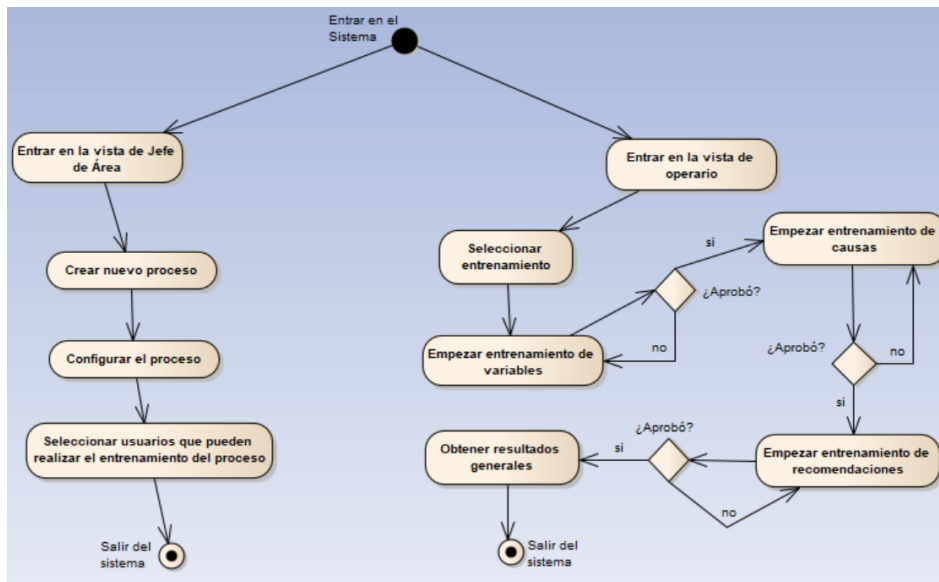 Entrar en el
Sistema
Entrar en la vista de Jefe
de Área
Crear nuevo proceso
Configurar el proceso
Seleccionar usuarios que pueden
realizar el entrenamiento del proceso
Salir del
sistema
Entrar en la vista de
operario
Seleccionar
entrenamiento
Empezar entrenamiento de
variables
¿Aprobó?
si
no
Empezar entrenamiento de
causas
¿Aprobó?
no
si
Empezar entrenamiento de
recomendaciones
¿Aprobó?
si
no
Obtener resultados
generales
Salir del
sistema